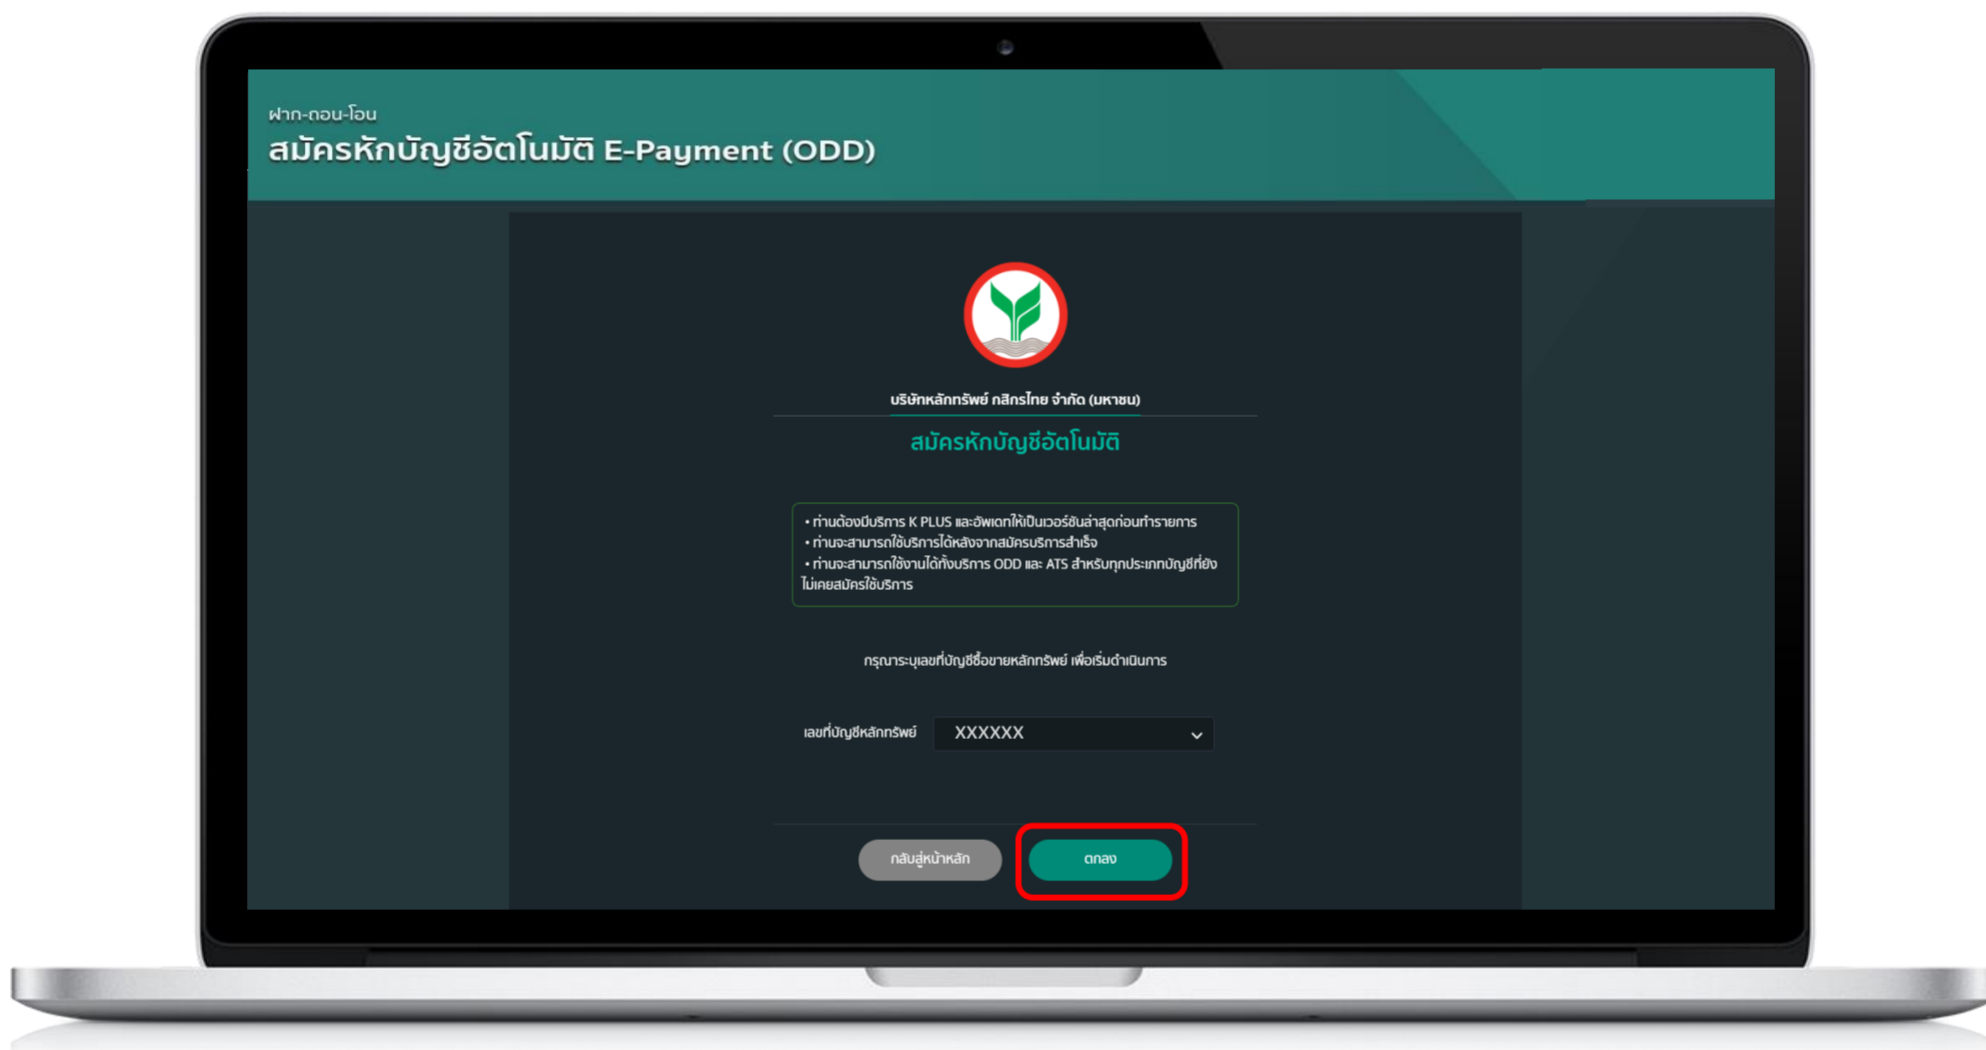 ฝาก-ถอน-โอน
สมัครหักบัญชีอัตโนมัติ E-Payment (ODD)
บริษัทหลักทรัพย์ กสิกรไทย จำกัด (มหาชน)
สมัครหักบัญชีอัตโนมัติ
• ท่านต้องมีบริการ K PLUS และอัพเดทให้เป็นเวอร์ชันล่าสุดก่อนทำรายการ
• ท่านจะสามารถใช้บริการได้หลังจากสมัครบริการสำเร็จ
• ท่านจะสามารถใช้งานได้ทั้งบริการ ODD และ ATS สำหรับทุกประเภทบัญชีที่ยัง
ไม่เคยสมัครใช้บริการ
กรุณาระบุเลขที่บัญชีซื้อขายหลักทรัพย์ เพื่อเริ่มดำเนินการ
เลขที่บัญชีหลักทรัพย์ XXXXXX
กลับสู่หน้าหลัก ตกลง